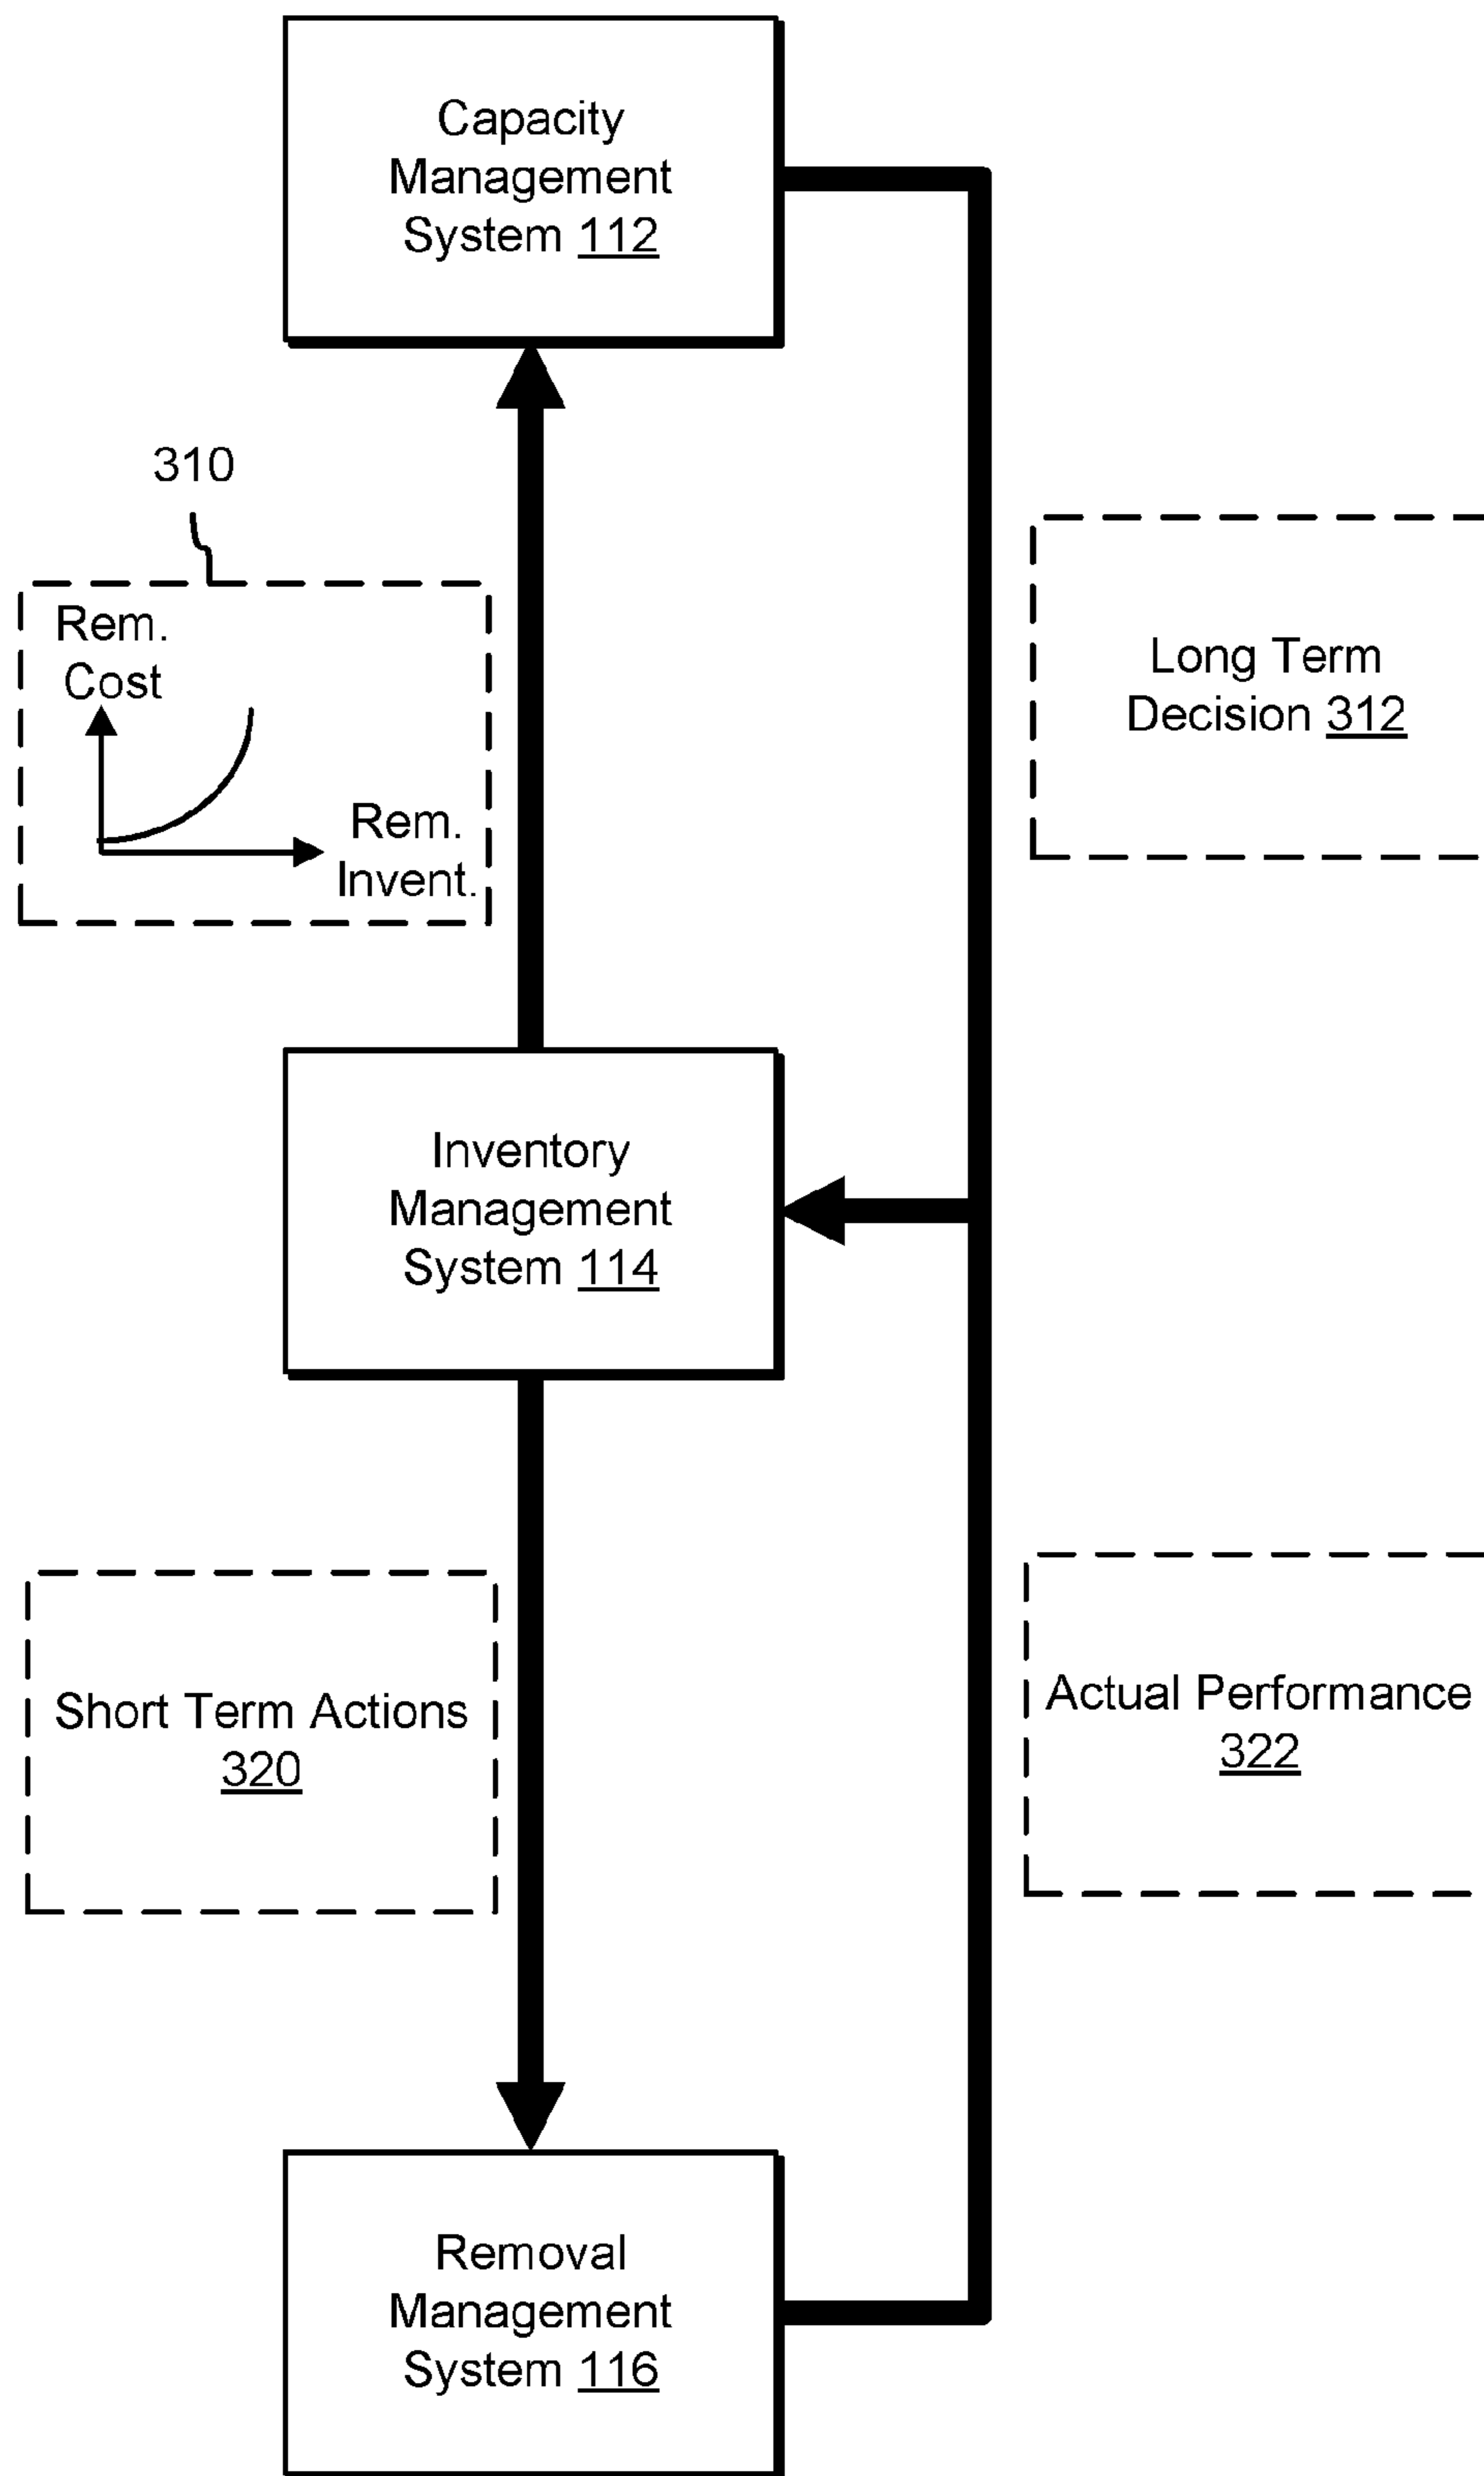 Capacity
Management
System 112
310
Rem.
Cost
Rem.
Invent.
Long Term
Decision 312
Inventory
Management
System 114
Short Term Actions
320
Actual Performance
322
Removal
Management
System 116